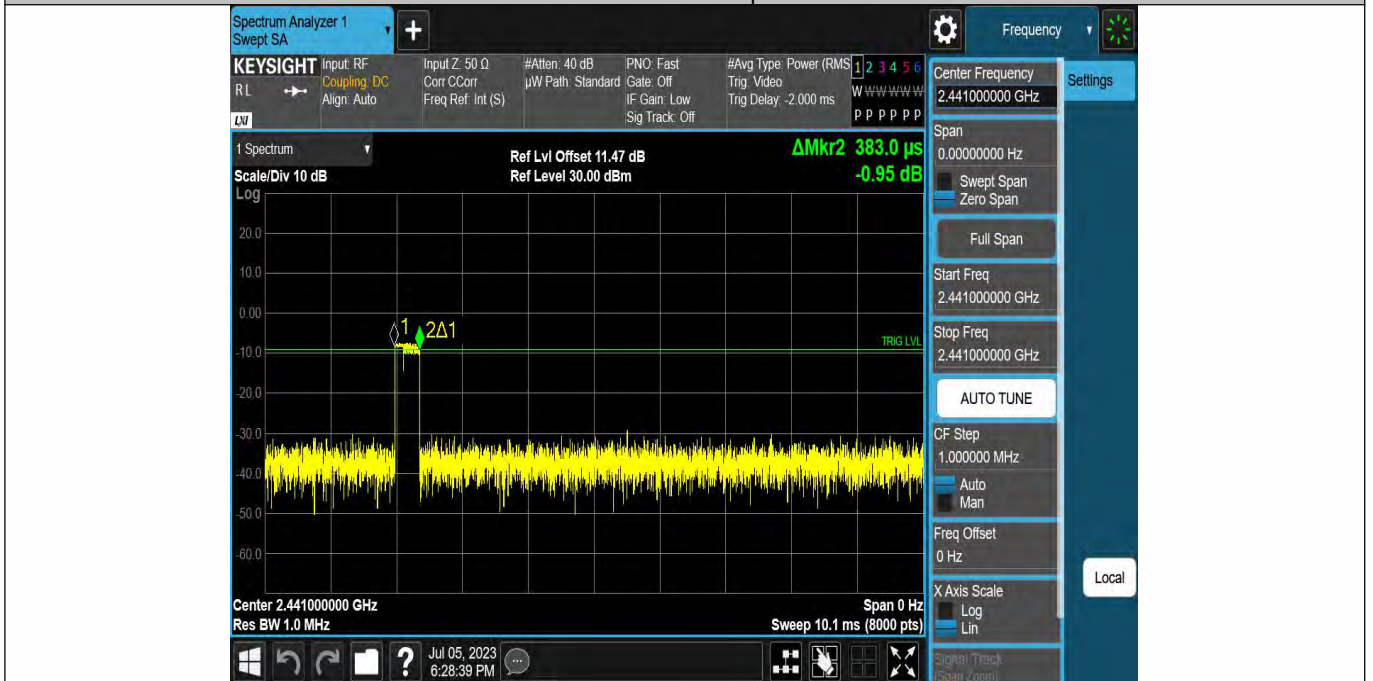 Spectrum Analyzer 1
Swept SA
+
Frequency
KEYSIGHT
RL
LXI
Input: RF
Coupling: DC
Align: Auto
Input Z: 50 Ω
Corr CCorr
Freq Ref: Int (S)
#Atten: 40 dB
µW Path: Standard
PNO: Fast
Gate: Off
IF Gain: Low
Sig Track: Off
#Avg Type: Power (RMS
Trig: Video
Trig Delay: -2.000 ms
1 2 3 4 5 6
W W W W W W
P P P P P P
1 Spectrum
Scale/Div 10 dB
Log
Ref Lvl Offset 11.47 dB
Ref Level 30.00 dBm
ΔMkr2 383.0 µs
-0.95 dB
20.0
10.0
0.00
-10.0
-20.0
-30.0
-40.0
-50.0
-60.0
1
2Δ1
TRIG LVL
Center 2.441000000 GHz
Res BW 1.0 MHz
Span 0 Hz
Sweep 10.1 ms (8000 pts)
?
Jul 05, 2023
6:28:39 PM
Center Frequency
2.441000000 GHz
Settings
Span
0.00000000 Hz
Swept Span
Zero Span
Full Span
Start Freq
2.441000000 GHz
Stop Freq
2.441000000 GHz
AUTO TUNE
CF Step
1.000000 MHz
Auto
Man
Freq Offset
0 Hz
X Axis Scale
Log
Lin
Local
Signal Track
(Span Zoom)